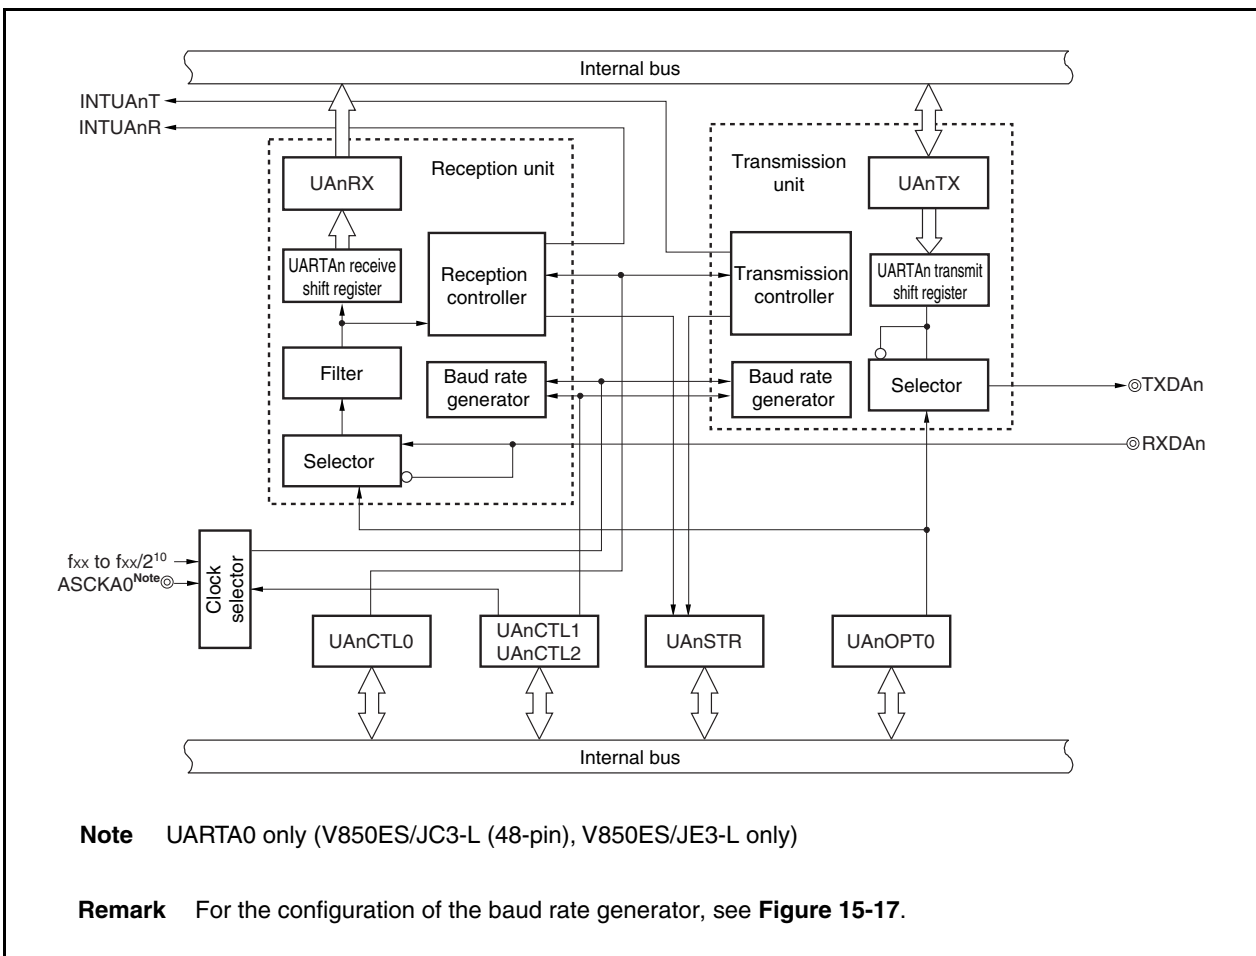 Internal bus
INTUAnT
INTUAnR
Reception unit
Transmission
unit
UAnRX
UAnTX
UARTAn receive
shift register
Reception
controller
Transmission
controller
UARTAn transmit
shift register
Filter
Baud rate
generator
Baud rate
generator
Selector
TXDAn
Selector
RXDAn
fxx to fxx/2¹⁰
ASCKA0Note
Clock
selector
UAnCTL0
UAnCTL1
UAnCTL2
UAnSTR
UAnOPT0
Internal bus
Note UARTA0 only (V850ES/JC3-L (48-pin), V850ES/JE3-L only)
Remark For the configuration of the baud rate generator, see Figure 15-17.